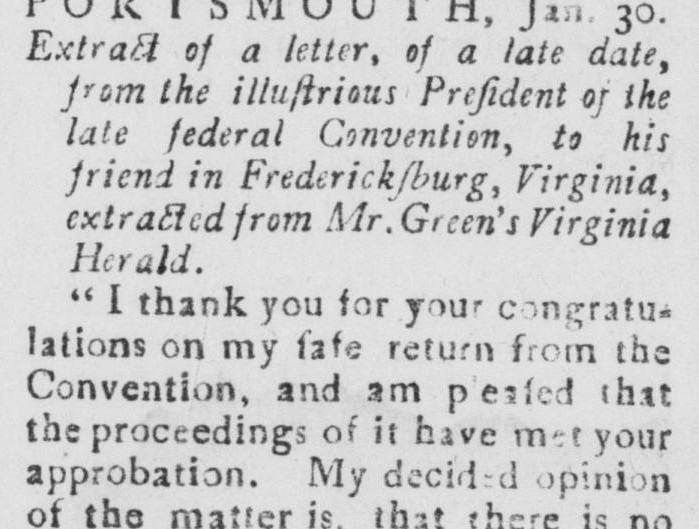 PORTSMOUTH, Jan. 30.
Extract of a letter, of a late date,
from the illuſtrious Preſident of the
late federal Convention, to his
friend in Frederickſburg, Virginia,
extracted from Mr. Green's Virginia
Herald.
“ I thank you for your congratu-
lations on my ſafe return from the
Convention, and am pleaſed that
the proceedings of it have met your
approbation. My decided opinion
of the matter is, that there is no